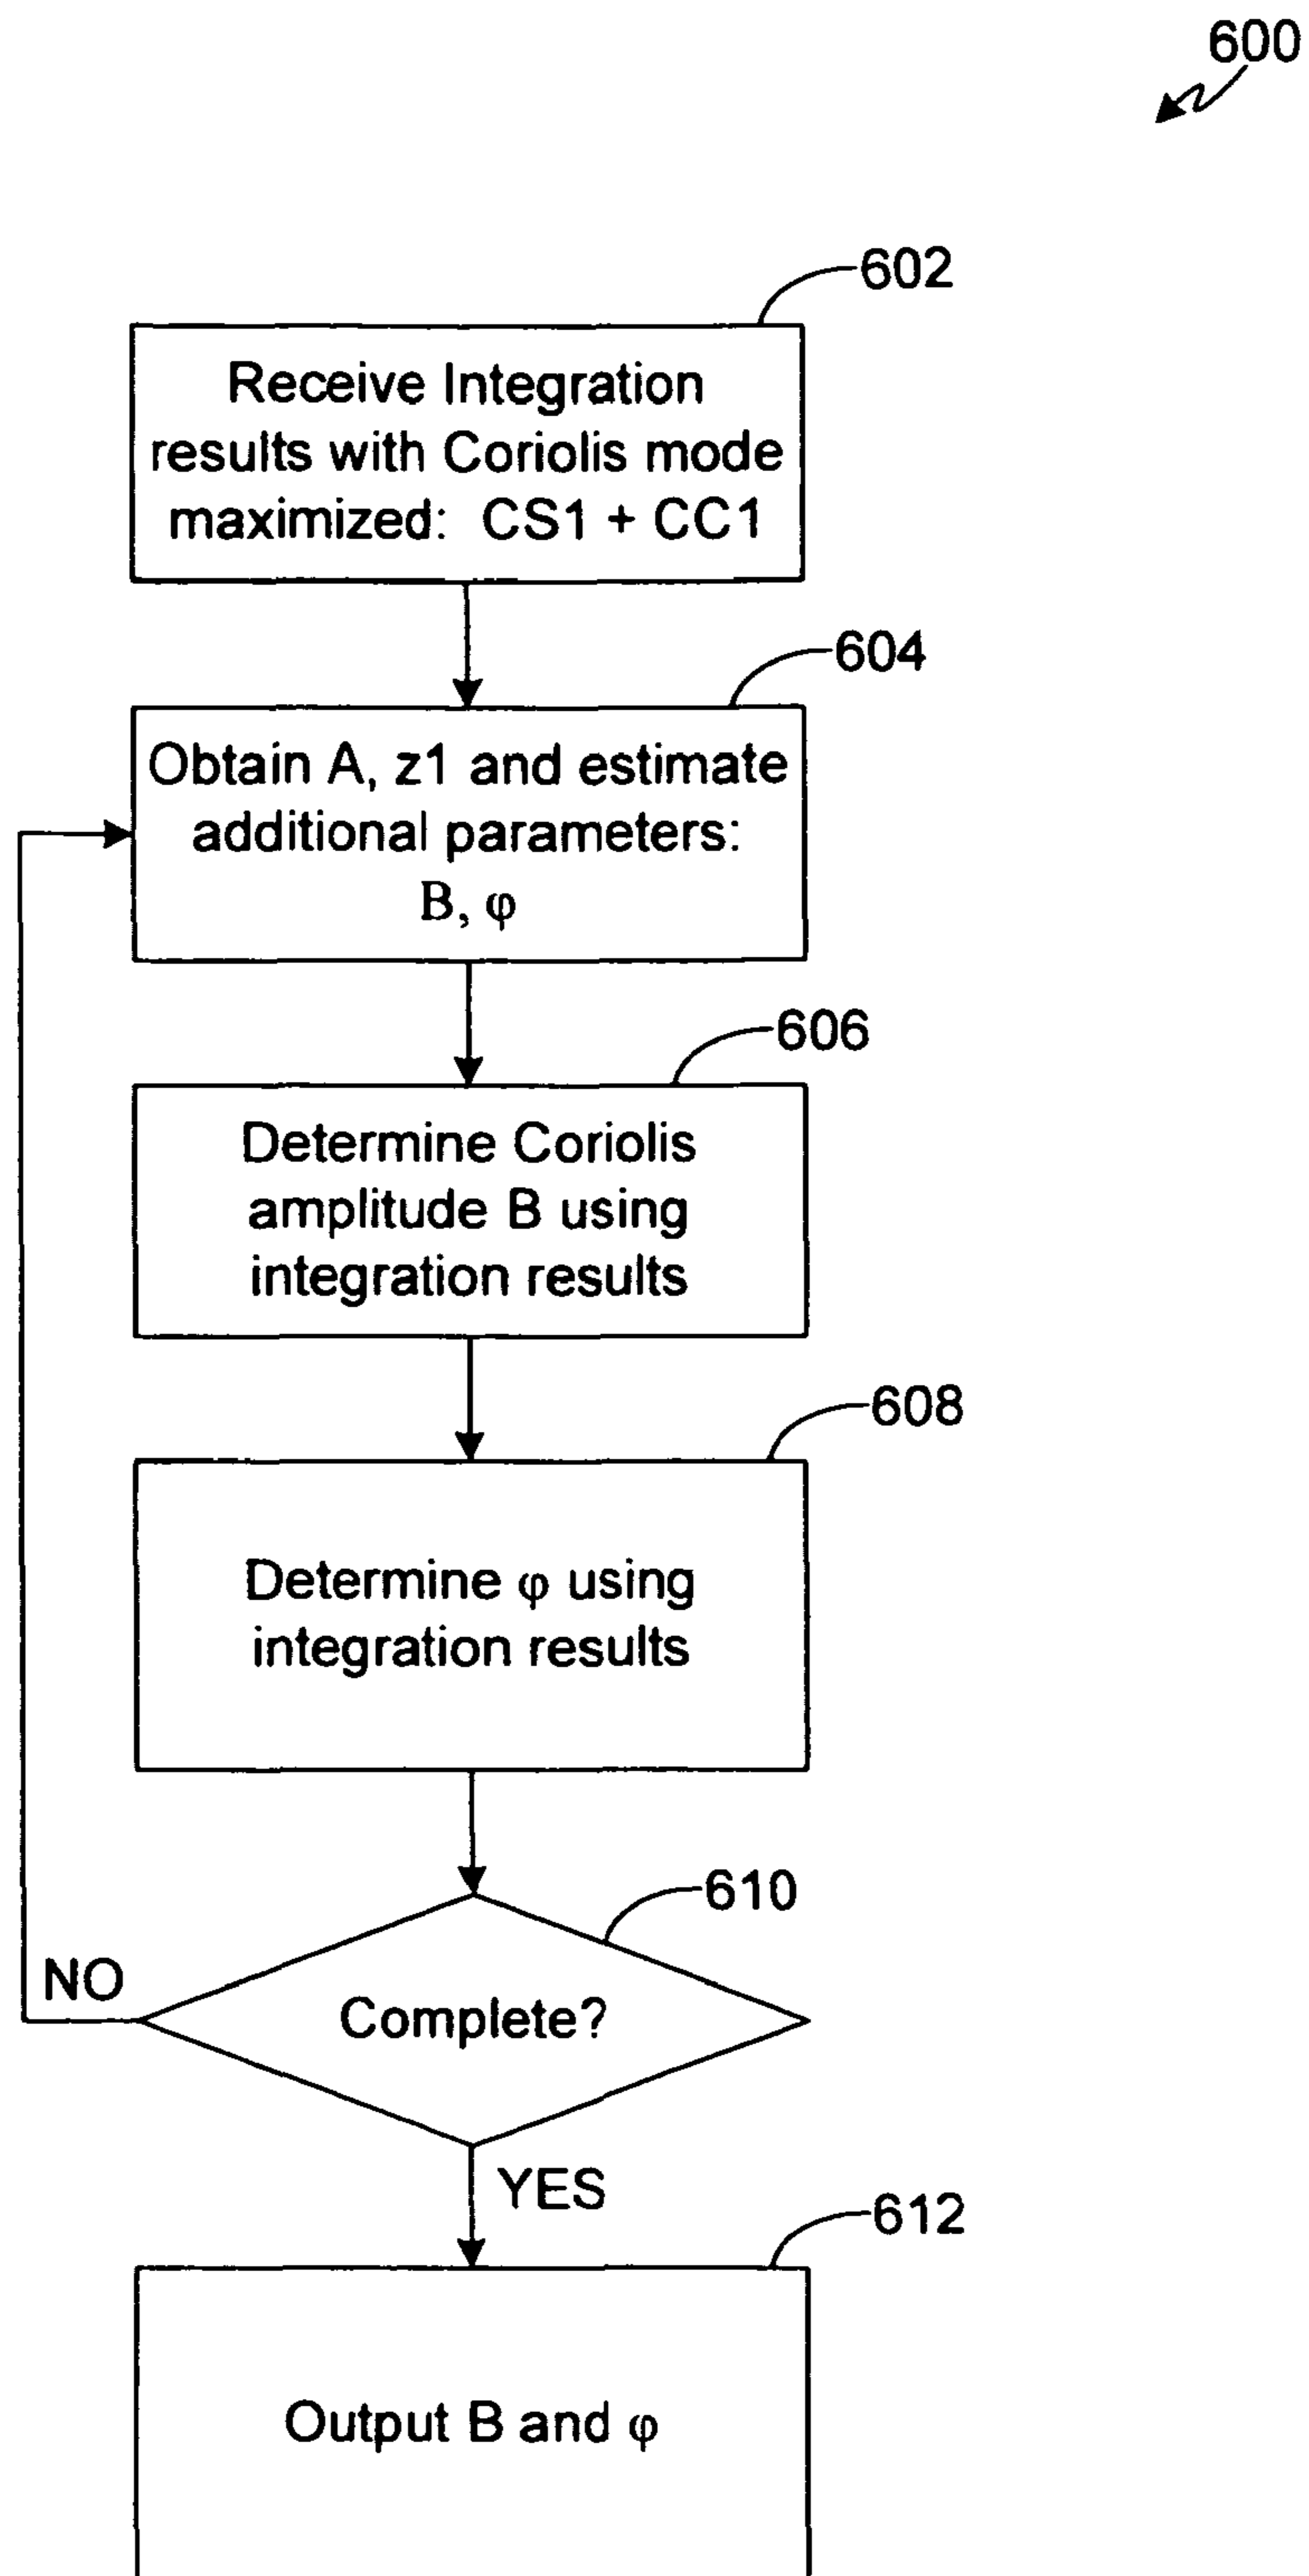 600
602
Receive Integration
results with Coriolis mode
maximized: CS1 + CC1
604
Obtain A, z1 and estimate
additional parameters:
B, φ
606
Determine Coriolis
amplitude B using
integration results
608
Determine φ using
integration results
610
Complete?
NO
YES
612
Output B and φ